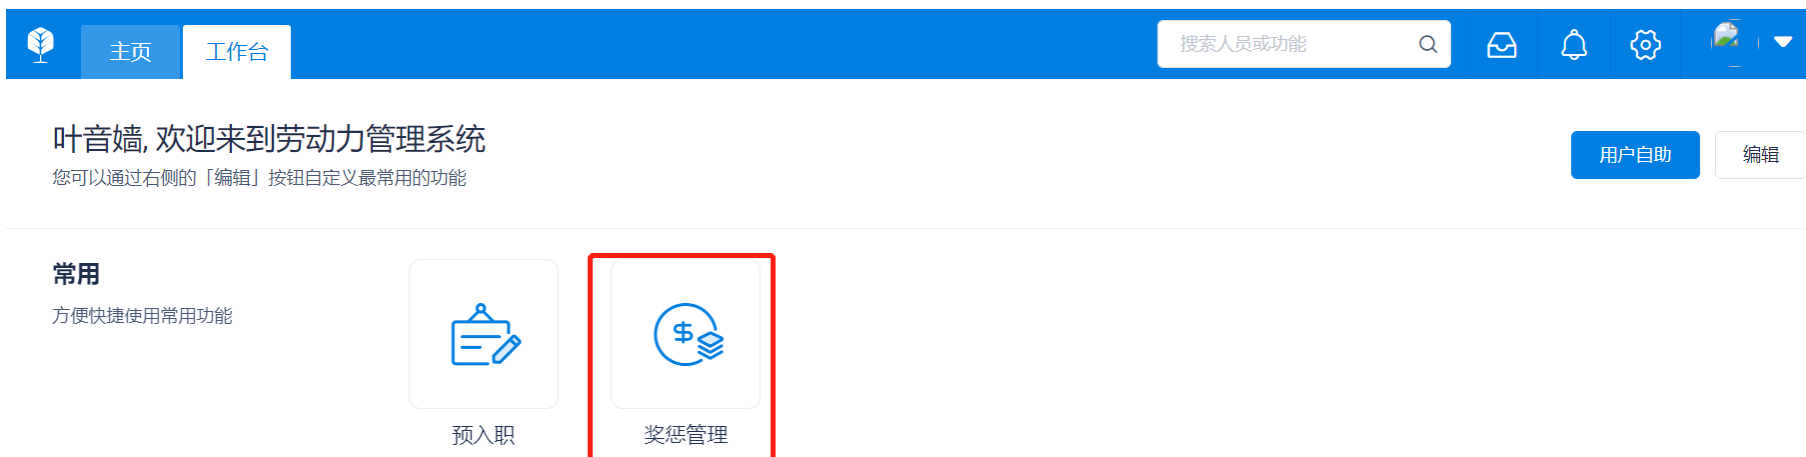 主页
工作台
搜索人员或功能
叶音嫱, 欢迎来到劳动力管理系统
您可以通过右侧的「编辑」按钮自定义最常用的功能
用户自助
编辑
常用
方便快捷使用常用功能
预入职
奖惩管理